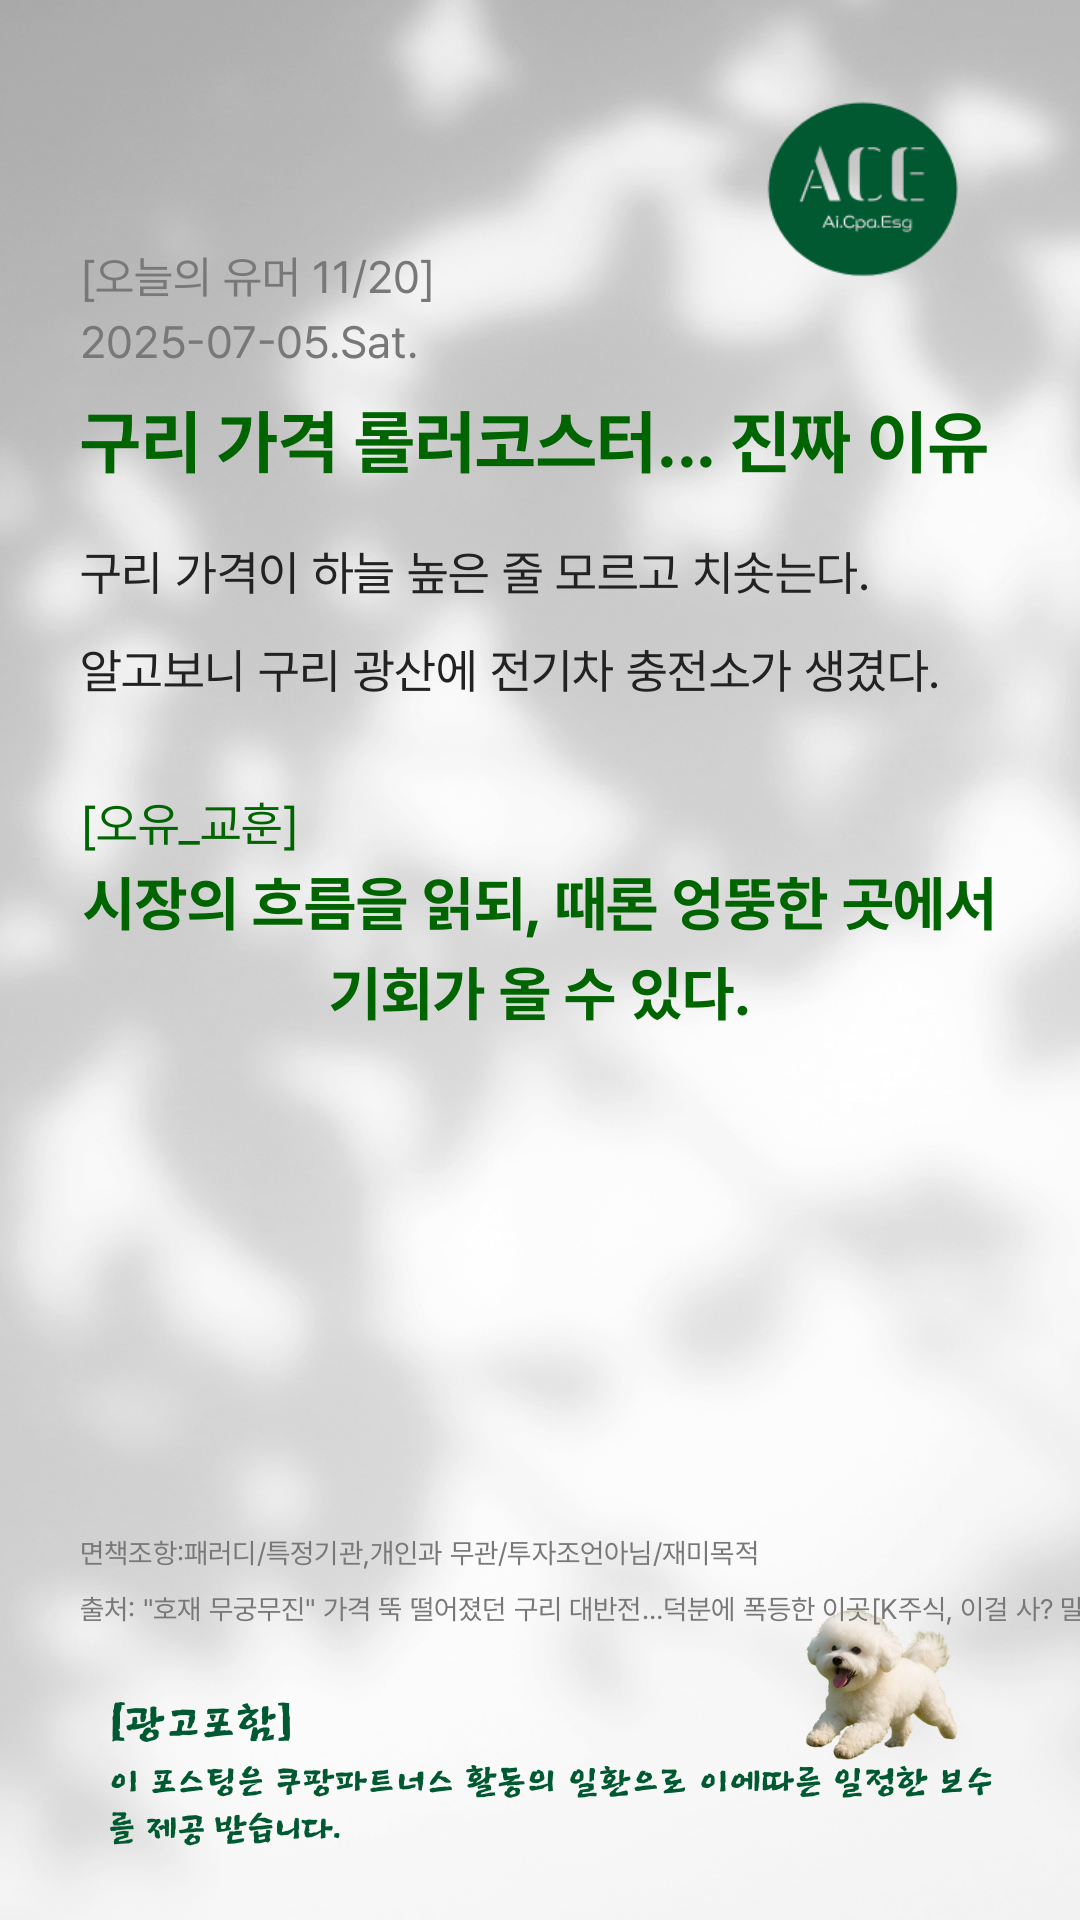 ACE
Ai.Cpa.Esg
[오늘의 유머 11/20]
2025-07-05.Sat.
구리 가격 롤러코스터... 진짜 이유
구리 가격이 하늘 높은 줄 모르고 치솟는다.
알고보니 구리 광산에 전기차 충전소가 생겼다.
[오유_교훈]
시장의 흐름을 읽되, 때론 엉뚱한 곳에서
기회가 올 수 있다.
면책조항:패러디/특정기관,개인과 무관/투자조언아님/재미목적
출처: "호재 무궁무진" 가격 뚝 떨어졌던 구리 대반전...덕분에 폭등한 이곳[K주식, 이걸 사? 말
[광고포함]
이 포스팅은 쿠팡파트너스 활동의 일환으로 이에따른 일정한 보수
를 제공 받습니다.